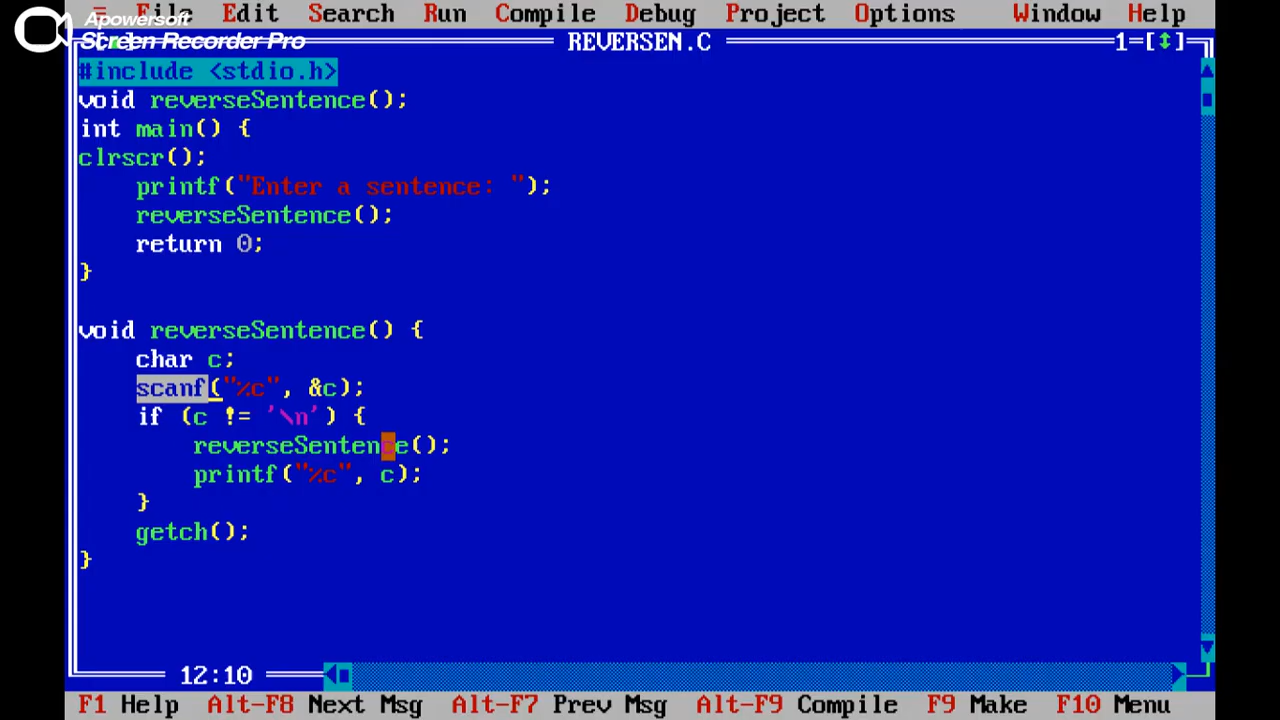 ≡ File Edit Search Run Compile Debug Project Options Window Help
Apowersoft
Screen Recorder Pro
REVERSEN.C 1=[↕]
#include <stdio.h>
void reverseSentence();
int main() {
clrscr();
    printf("Enter a sentence: ");
    reverseSentence();
    return 0;
}
void reverseSentence() {
    char c;
    scanf("%c", &c);
    if (c != '\n') {
        reverseSentence();
        printf("%c", c);
    }
    getch();
}
12:10
F1 Help Alt-F8 Next Msg Alt-F7 Prev Msg Alt-F9 Compile F9 Make F10 Menu